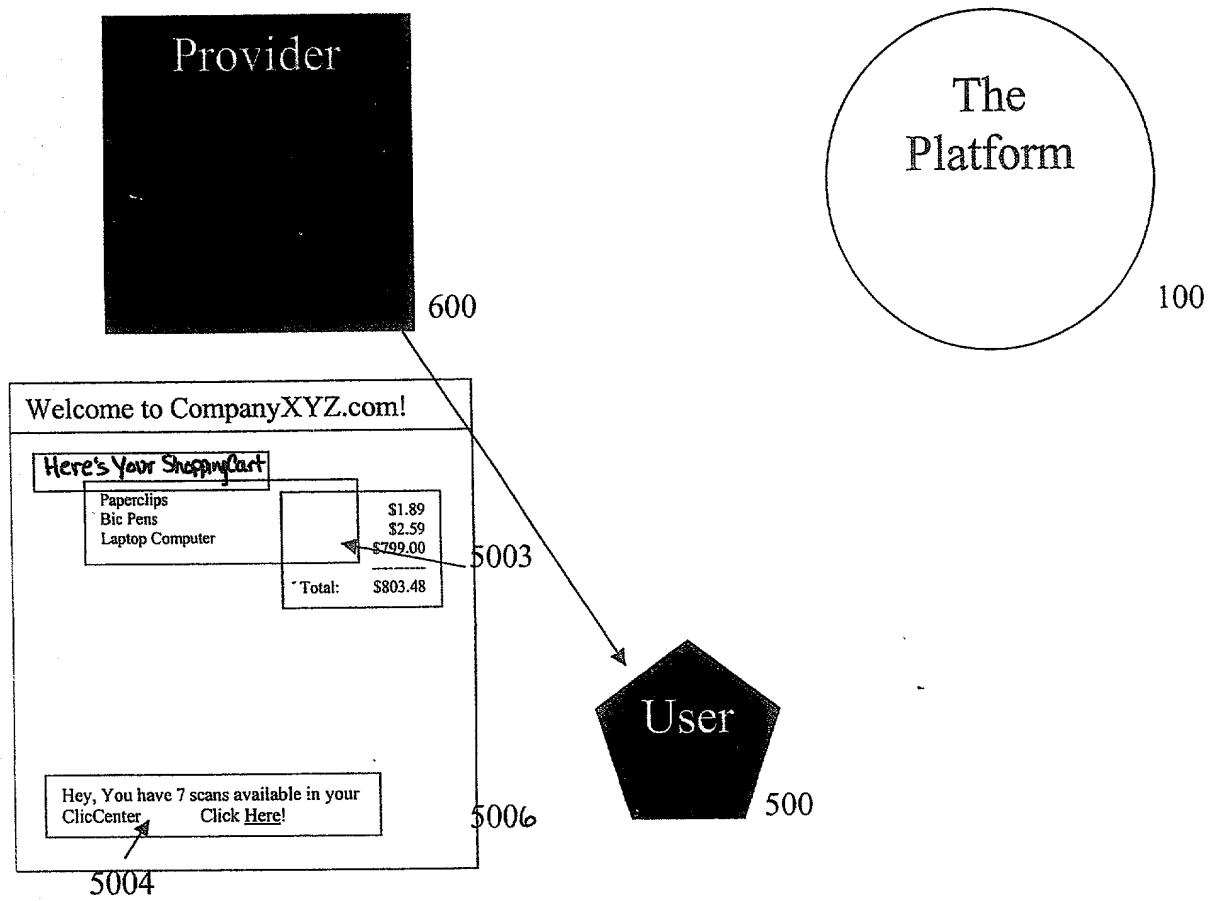 Provider
The
Platform
600
100
Welcome to CompanyXYZ.com!
Here's Your ShoppingCart
Paperclips $1.89
Bic Pens $2.59
Laptop Computer $799.00
5003
Total: $803.48
User
500
Hey, You have 7 scans available in your
ClicCenter Click Here!
5006
5004